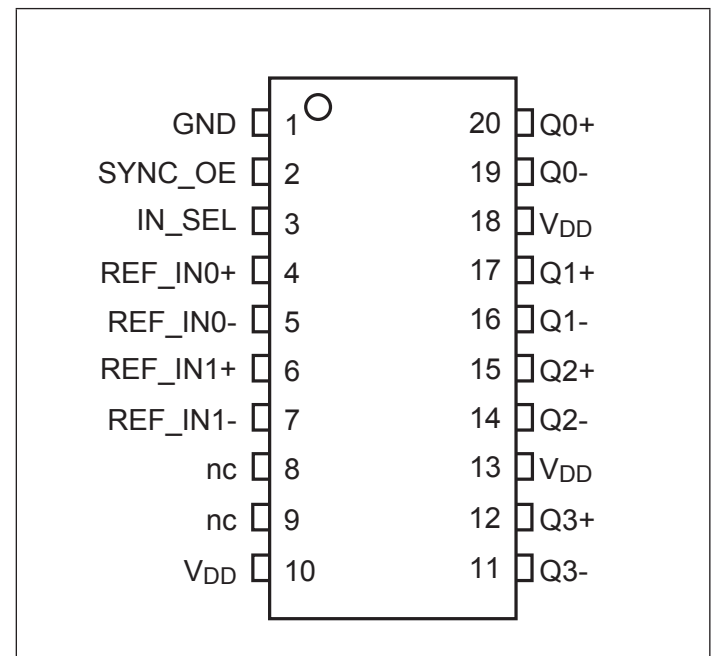 GND 1 20 Q0+
SYNC_OE 2 19 Q0-
IN_SEL 3 18 VDD
REF_IN0+ 4 17 Q1+
REF_IN0- 5 16 Q1-
REF_IN1+ 6 15 Q2+
REF_IN1- 7 14 Q2-
nc 8 13 VDD
nc 9 12 Q3+
VDD 10 11 Q3-